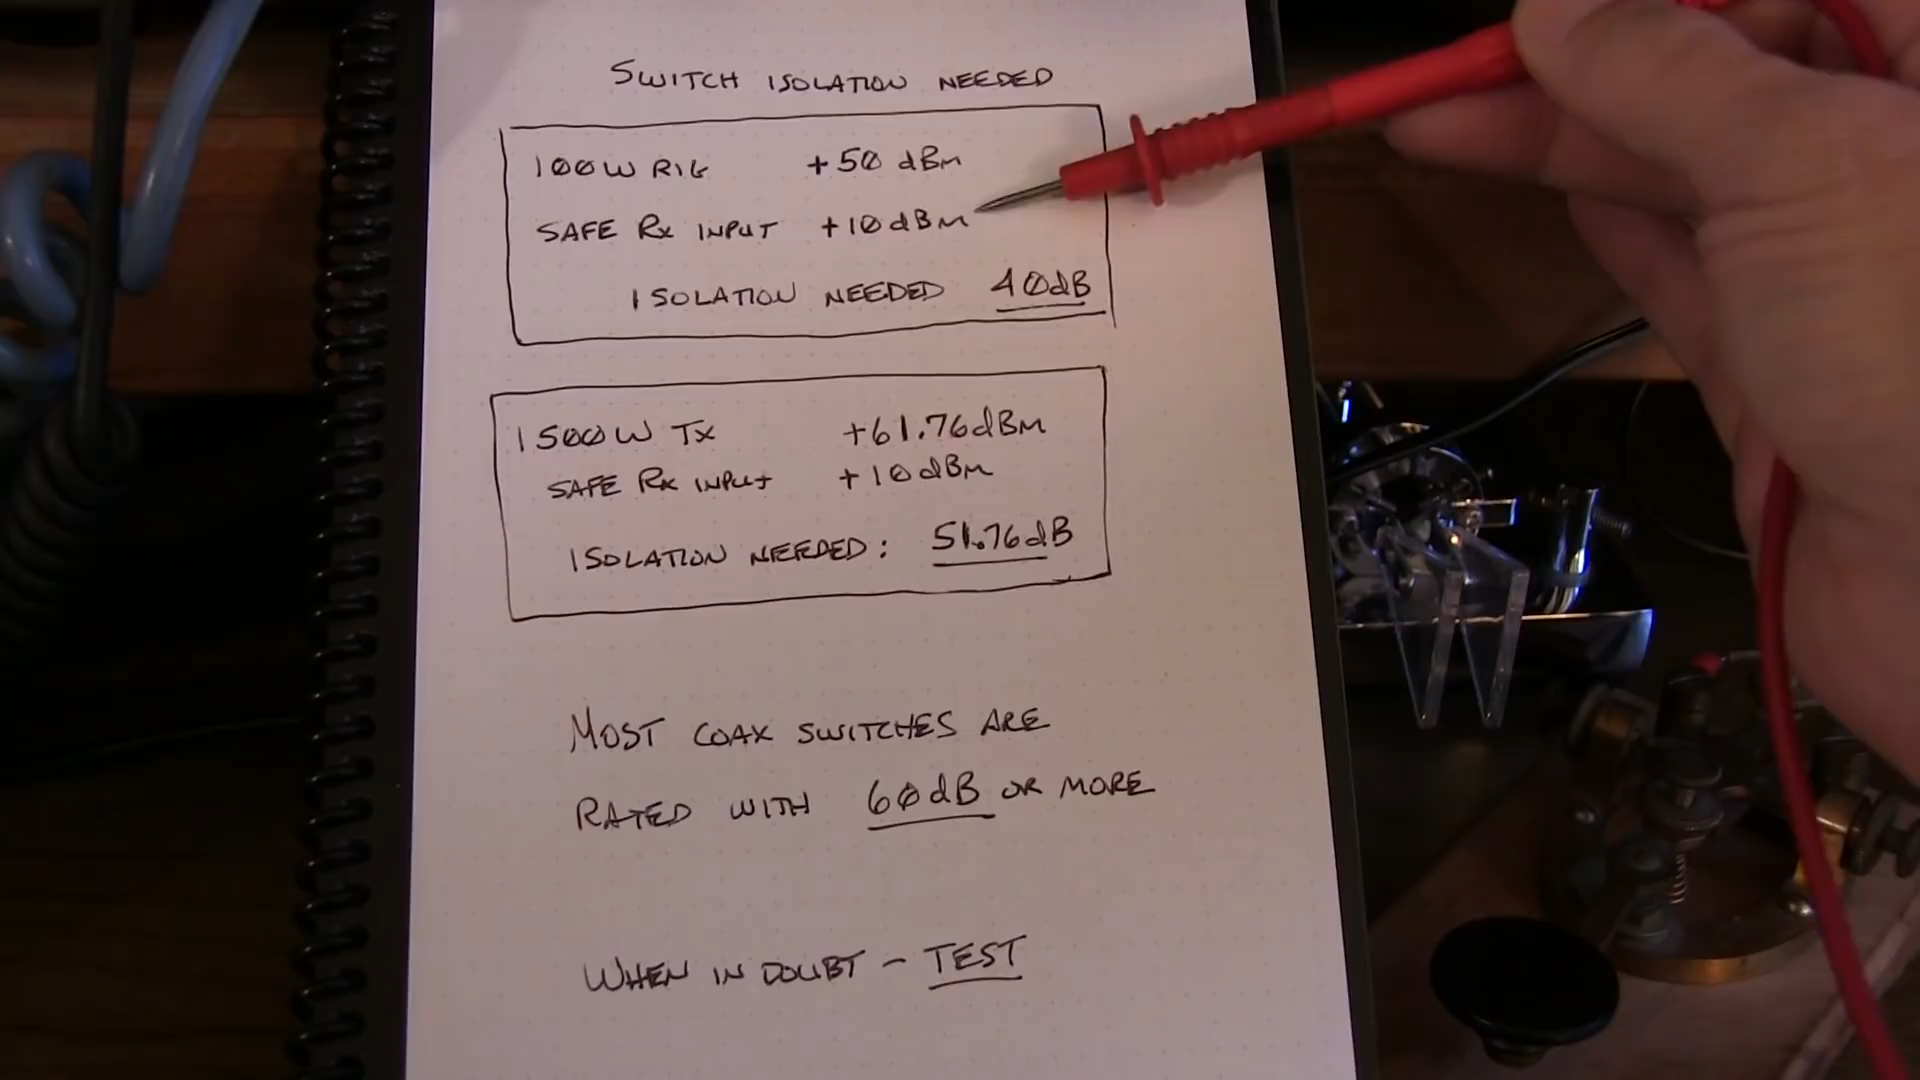 SWITCH ISOLATION NEEDED
100W RIG +50 dBm
SAFE Rx INPUT +10dBm
ISOLATION NEEDED 40dB
1500W TX +61.76dBm
SAFE Rx INPUT +10dBm
ISOLATION NEEDED: 51.76dB
MOST COAX SWITCHES ARE
RATED WITH 60dB OR MORE
WHEN IN DOUBT - TEST